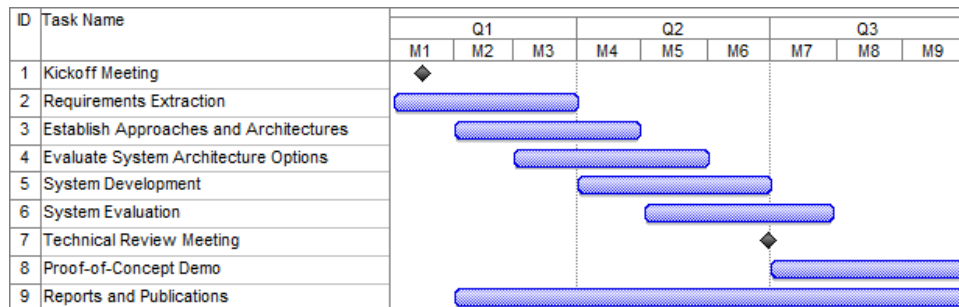 ID Task Name Q1 Q2 Q3
M1 M2 M3 M4 M5 M6 M7 M8 M9
1 Kickoff Meeting
2 Requirements Extraction
3 Establish Approaches and Architectures
4 Evaluate System Architecture Options
5 System Development
6 System Evaluation
7 Technical Review Meeting
8 Proof-of-Concept Demo
9 Reports and Publications